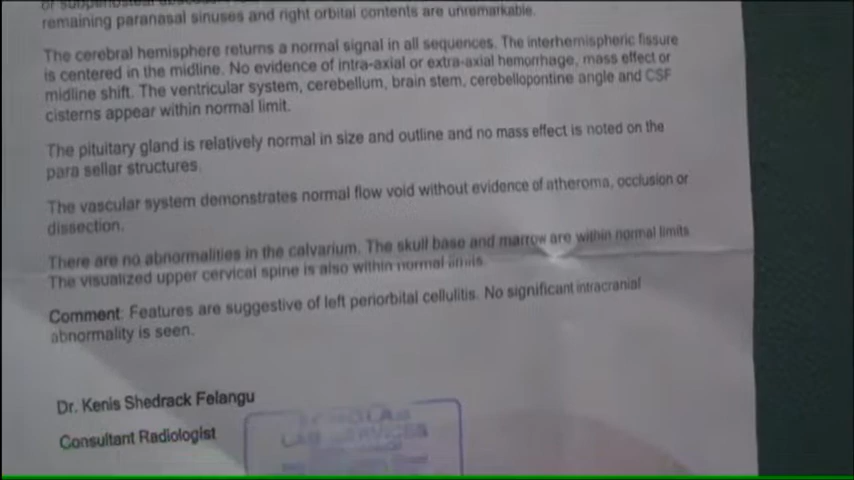 of subperiosteal abscess.
remaining paranasal sinuses and right orbital contents are unremarkable.
The cerebral hemisphere returns a normal signal in all sequences. The interhemispheric fissure
is centered in the midline. No evidence of intra-axial or extra-axial hemorrhage, mass effect or
midline shift. The ventricular system, cerebellum, brain stem, cerebellopontine angle and CSF
cisterns appear within normal limit.
The pituitary gland is relatively normal in size and outline and no mass effect is noted on the
para sellar structures.
The vascular system demonstrates normal flow void without evidence of atheroma, occlusion or
dissection.
There are no abnormalities in the calvarium. The skull base and marrow are within normal limits
The visualized upper cervical spine is also within normal limits.
Comment: Features are suggestive of left periorbital cellulitis. No significant intracranial
abnormality is seen.
Dr. Kenis Shedrack Felangu
Consultant Radiologist
LAB SERVICES